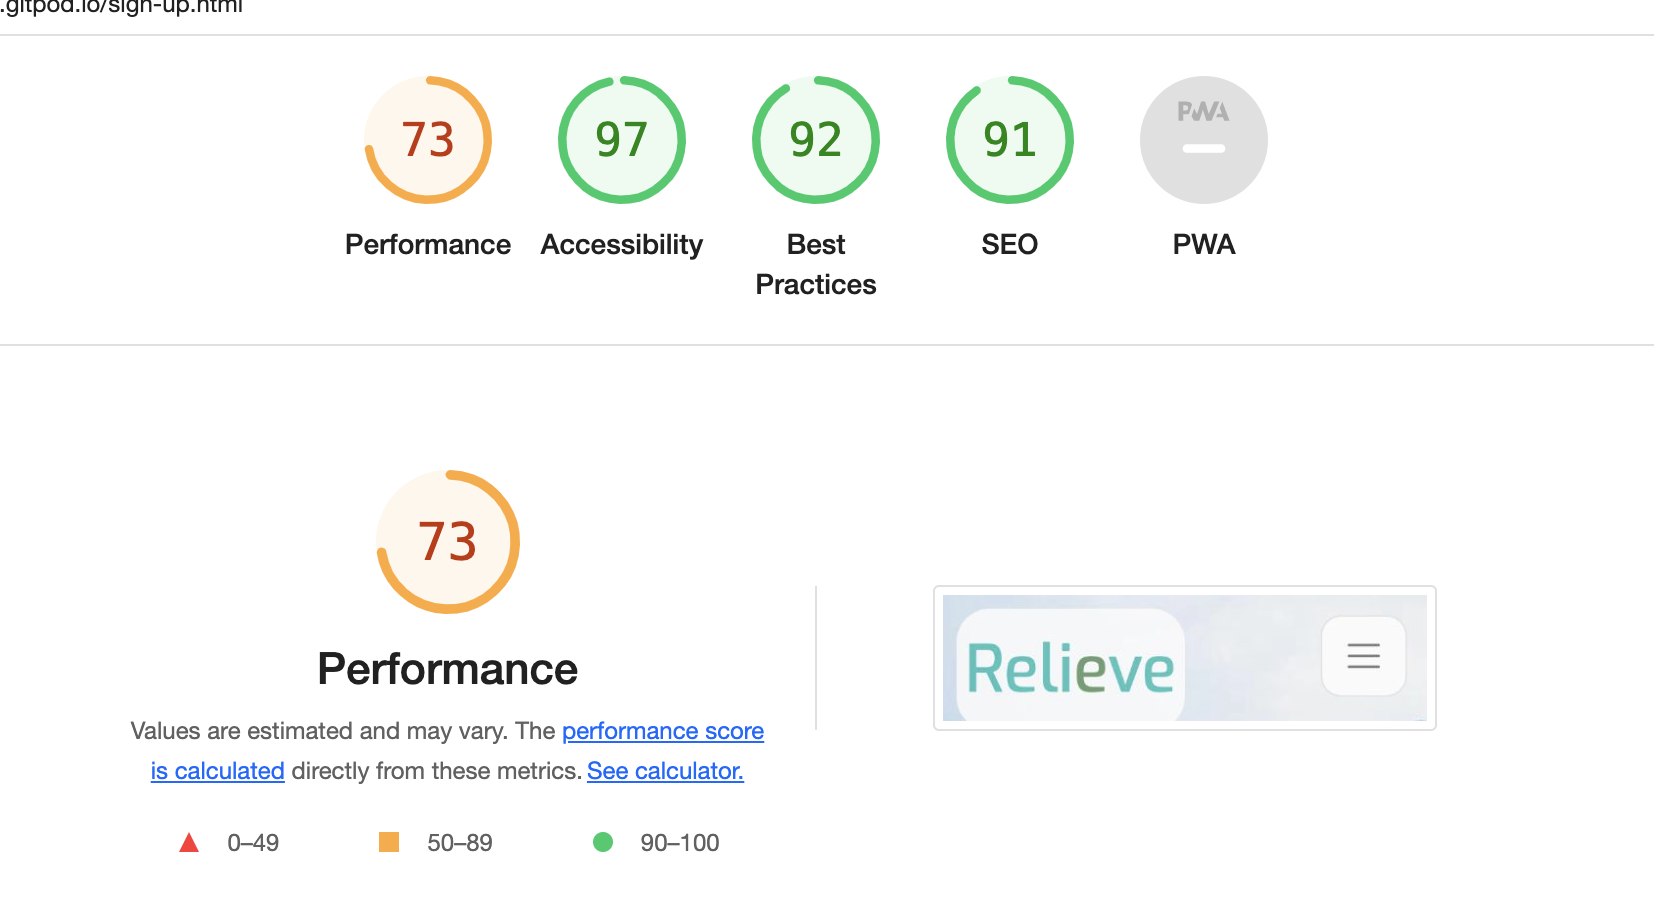 .gitpod.io/sign-up.html
73
97
92
91
PWA
Performance
Accessibility
Best
Practices
SEO
PWA
73
Performance
Values are estimated and may vary. The performance score
is calculated directly from these metrics. See calculator.
0–49
50–89
90–100
Relieve